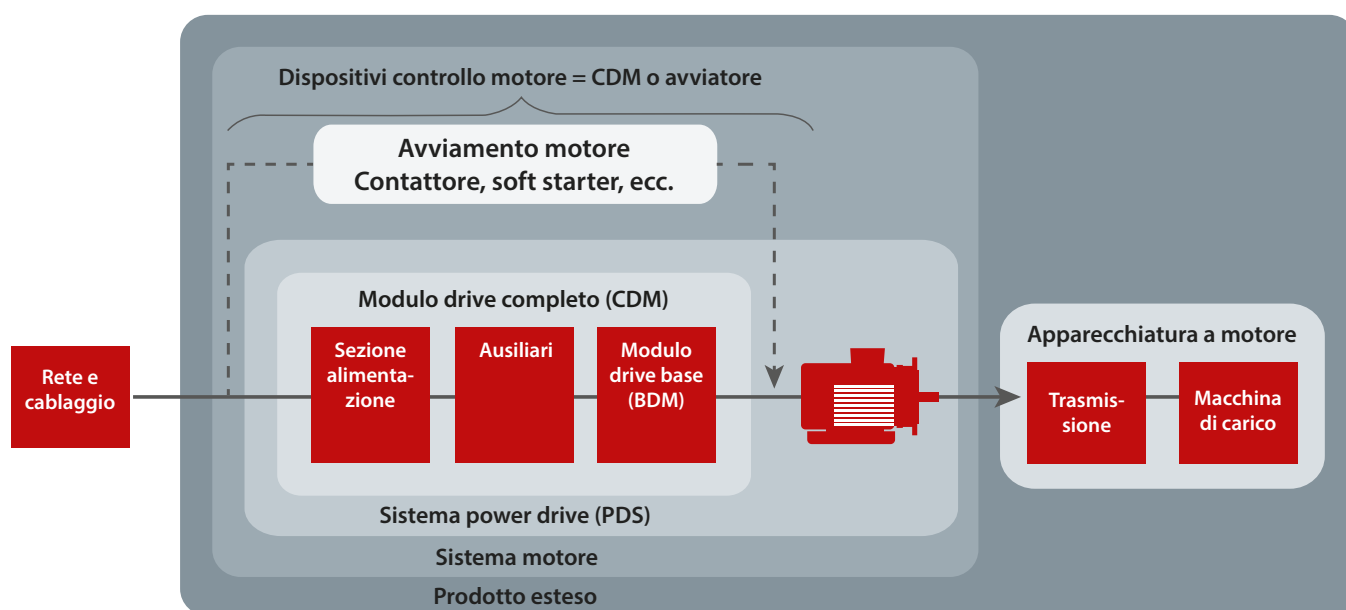 Dispositivi controllo motore = CDM o avviatore
Avviamento motore
Contattore, soft starter, ecc.
Modulo drive completo (CDM)
Rete e
cablaggio
Sezione
alimenta-
zione
Ausiliari
Modulo
drive base
(BDM)
Apparecchiatura a motore
Trasmis-
sione
Macchina
di carico
Sistema power drive (PDS)
Sistema motore
Prodotto esteso